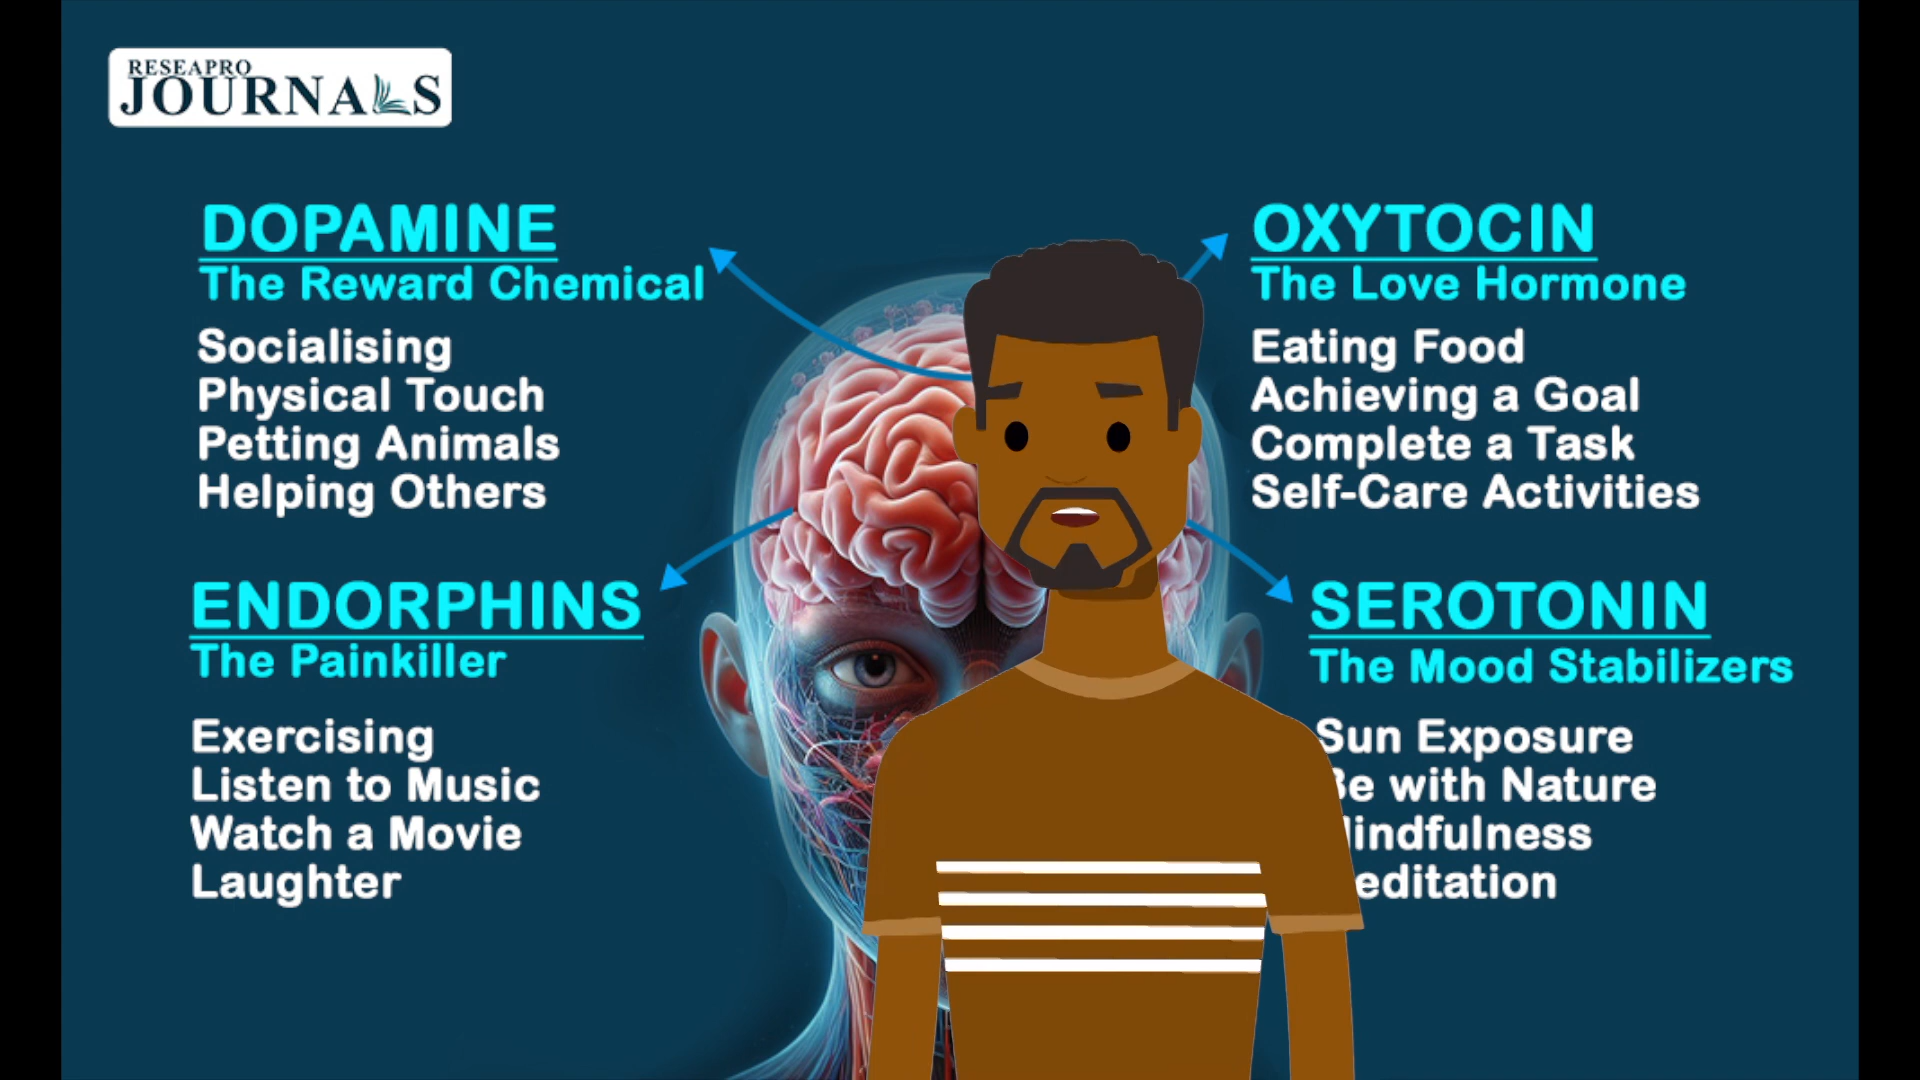 RESEAPRO
JOURNALS
DOPAMINE
The Reward Chemical
Socialising
Physical Touch
Petting Animals
Helping Others
OXYTOCIN
The Love Hormone
Eating Food
Achieving a Goal
Complete a Task
Self-Care Activities
ENDORPHINS
The Painkiller
Exercising
Listen to Music
Watch a Movie
Laughter
SEROTONIN
The Mood Stabilizers
Sun Exposure
Be with Nature
indfulness
editation